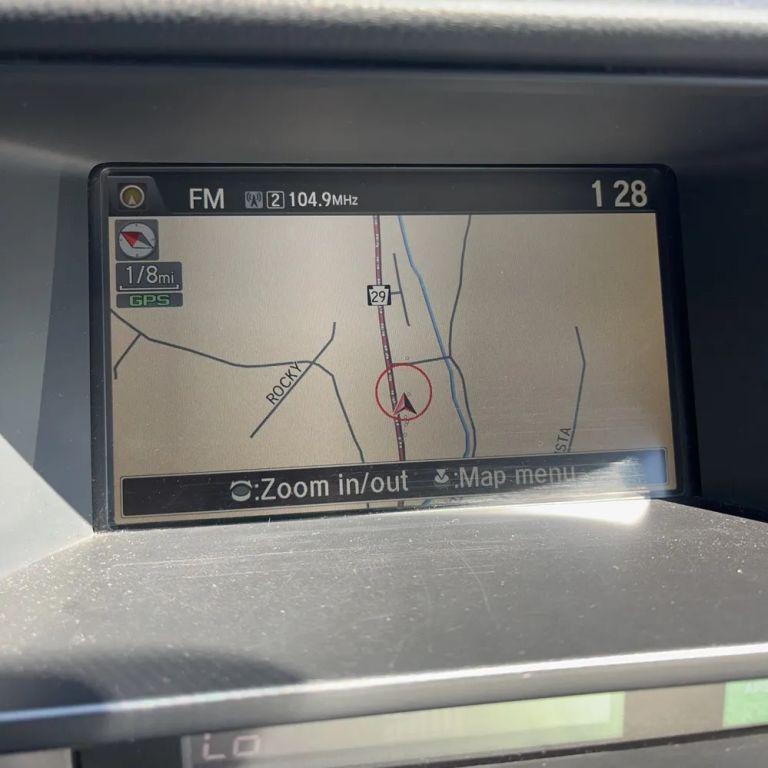 FM 2 104.9MHz 1 28
1/8mi
GPS
29
ROCKY
STA
:Zoom in/out :Map menu
LO